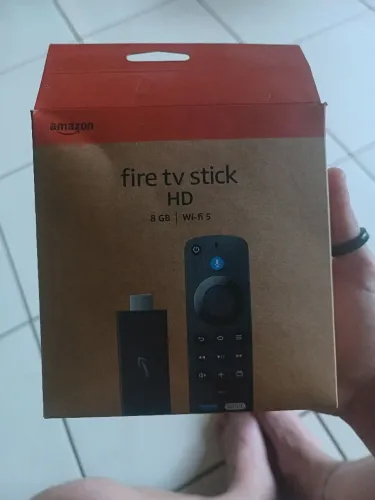 amazon
fire tv stick
HD
8 GB | Wi-Fi 5